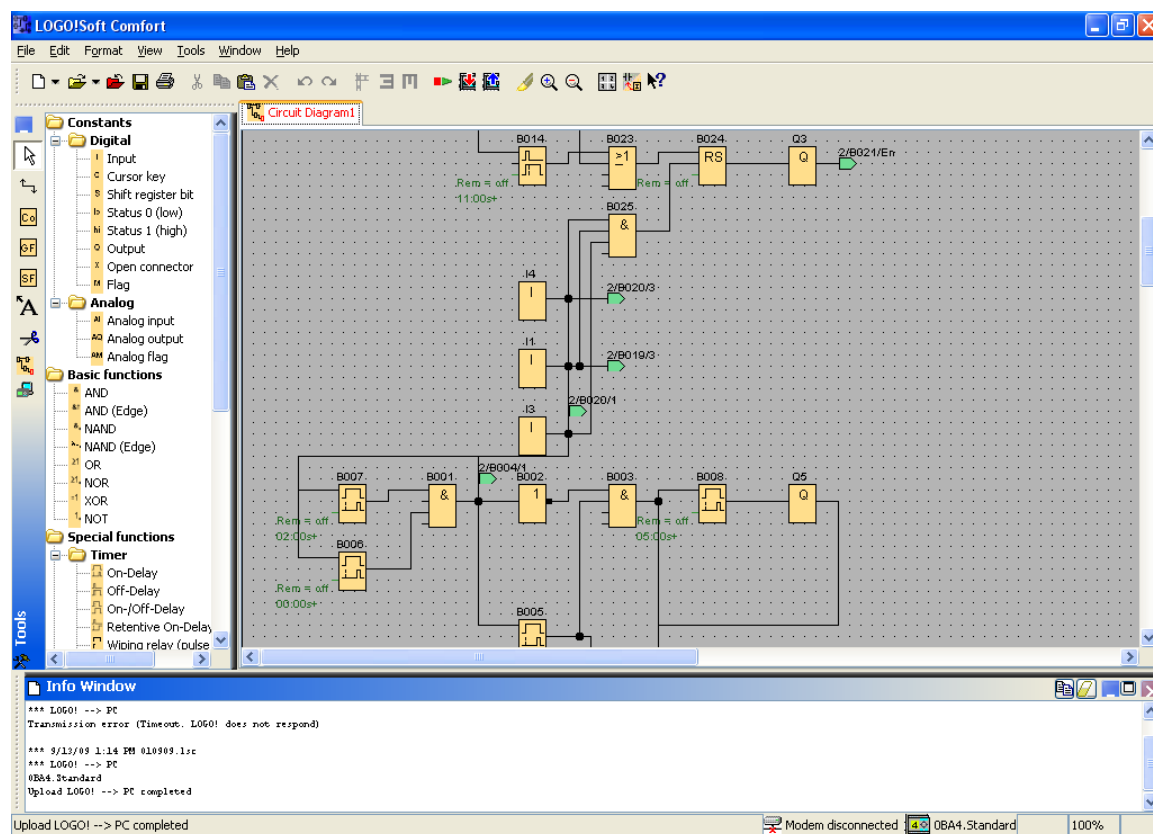 LOGO!Soft Comfort
File Edit Format View Tools Window Help
Circuit Diagram1
Constants
Digital
I Input
C Cursor key
S Shift register bit
lo Status 0 (low)
hi Status 1 (high)
Q Output
X Open connector
M Flag
Analog
AI Analog input
AQ Analog output
AM Analog flag
Basic functions
AND
AND (Edge)
NAND
NAND (Edge)
OR
NOR
XOR
NOT
Special functions
Timer
On-Delay
Off-Delay
On-/Off-Delay
Retentive On-Delay
Wiping relay (pulse
Co
GF
SF
A
Tools
B014 B023 B024 Q3
>1 RS Q 2/B021/En
Rem = off Rem = off
11:00s+
B025
&
I4
I 2/B020/3
I1
I 2/B019/3
2/B020/1
I3
I
2/B004/1
B007 B001 B002 B003 B008 Q5
& 1 & Q
Rem = off Rem = off
02:00s+ 05:00s+
B006
Rem = off
00:00s+
B005
Info Window
*** LOGO! --> PC
Transmission error (Timeout. LOGO! does not respond)
*** 9/13/09 1:14 PM 010909.lsc
*** LOGO! --> PC
0BA4.Standard
Upload LOGO! --> PC completed
Upload LOGO! --> PC completed Modem disconnected 0BA4.Standard 100%